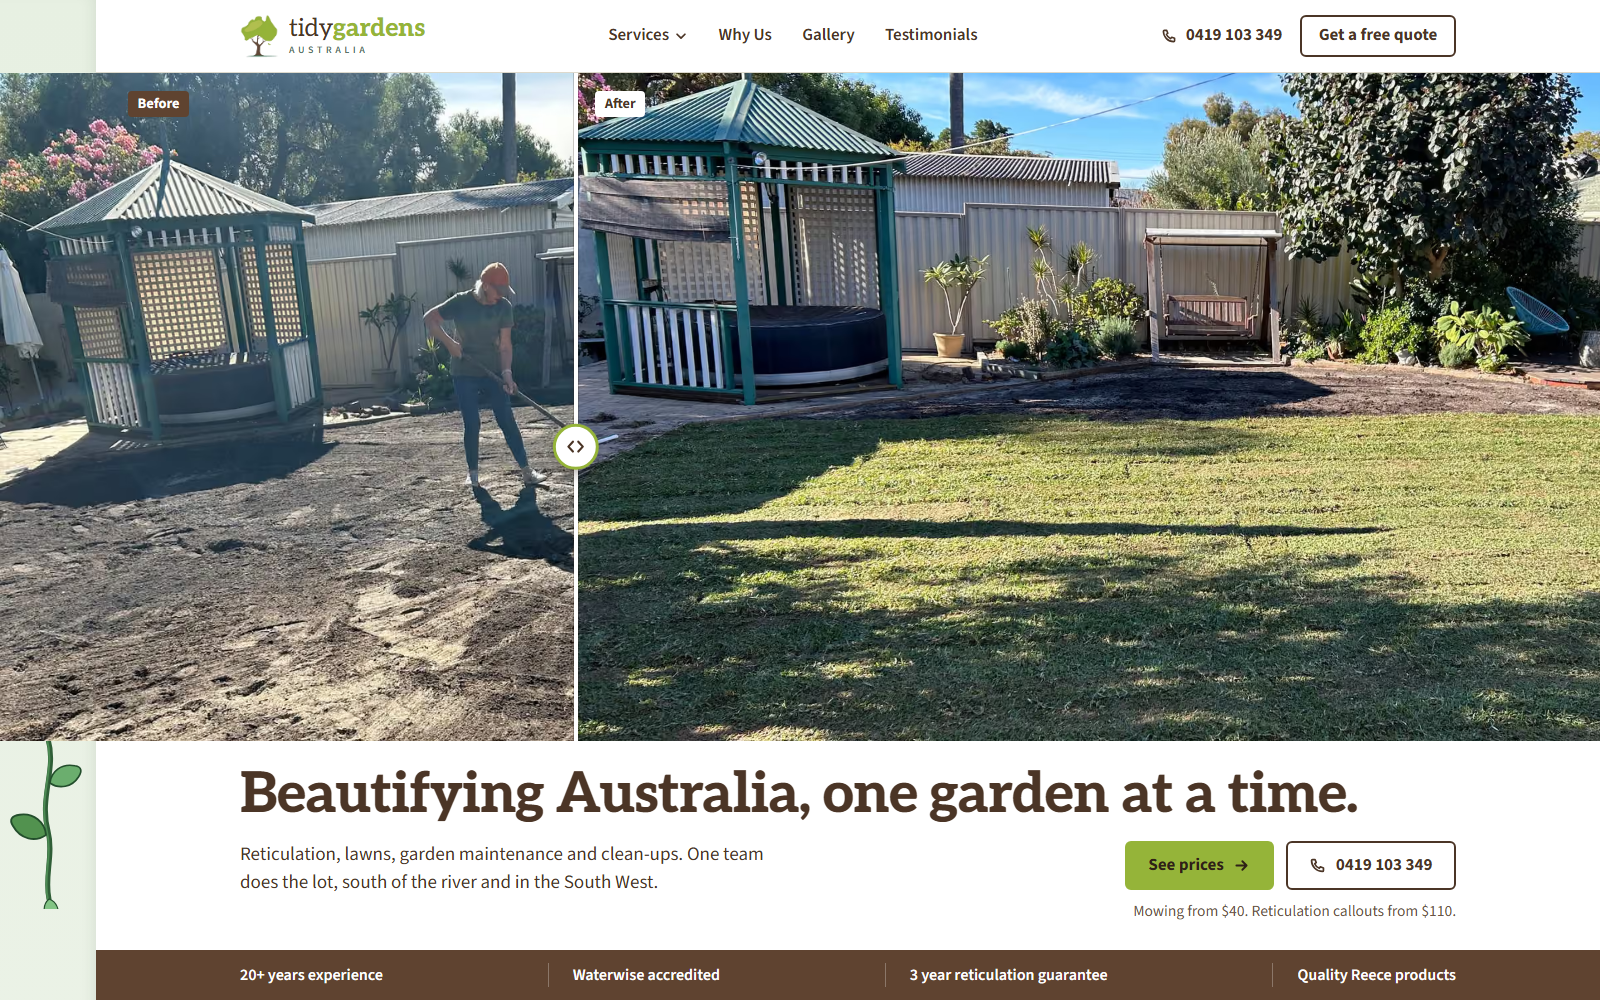 tidygardens
AUSTRALIA
Services
Why Us
Gallery
Testimonials
0419 103 349
Get a free quote
Before
After
Beautifying Australia, one garden at a time.
Reticulation, lawns, garden maintenance and clean-ups. One team
does the lot, south of the river and in the South West.
See prices
0419 103 349
Mowing from $40. Reticulation callouts from $110.
20+ years experience
Waterwise accredited
3 year reticulation guarantee
Quality Reece products